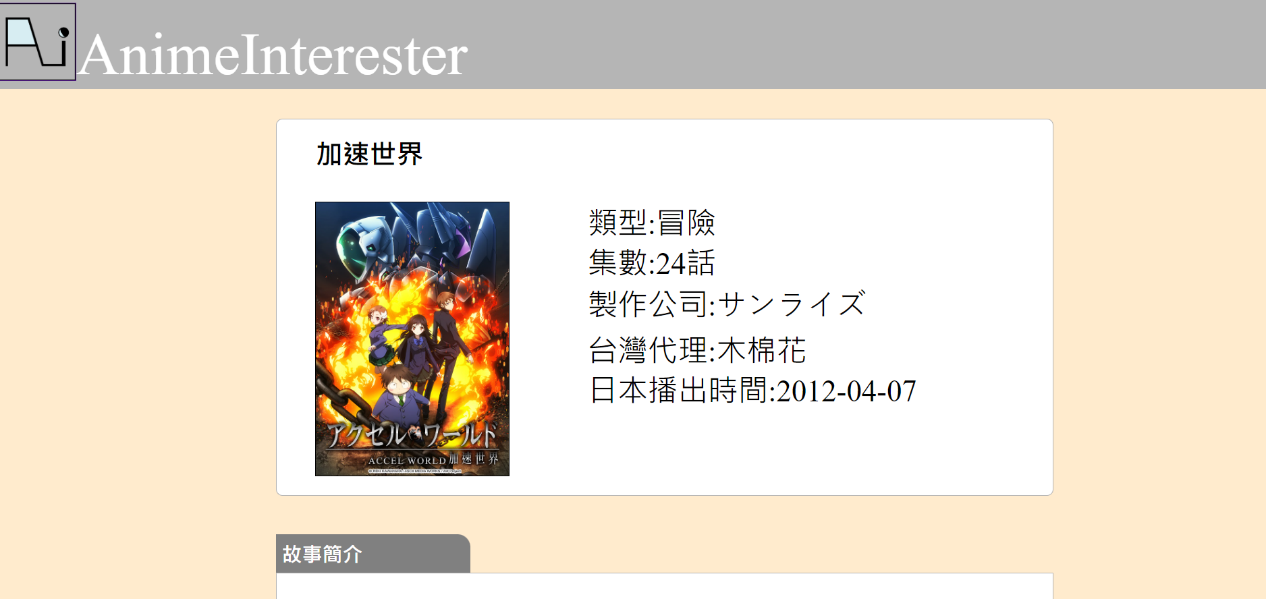 Ai AnimeInterester
加速世界
類型:冒險
集數:24話
製作公司:サンライズ
台灣代理:木棉花
日本播出時間:2012-04-07
アクセル・ワールド
ACCEL WORLD 加速世界
故事簡介